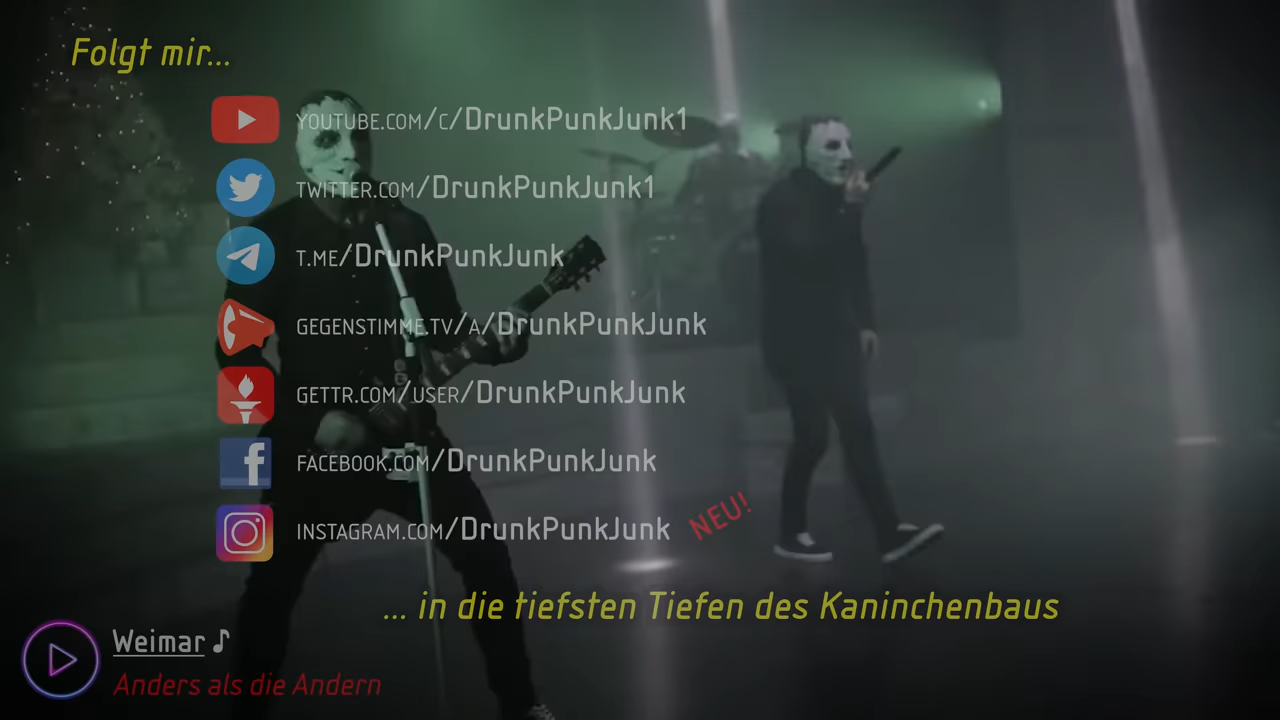 Folgt mir...
YOUTUBE.COM/C/DrunkPunkJunk1
TWITTER.COM/DrunkPunkJunk1
T.ME/DrunkPunkJunk
GEGENSTIMME.TV/A/DrunkPunkJunk
GETTR.COM/USER/DrunkPunkJunk
FACEBOOK.COM/DrunkPunkJunk
INSTAGRAM.COM/DrunkPunkJunk NEU!
... in die tiefsten Tiefen des Kaninchenbaus
Weimar
Anders als die Andern